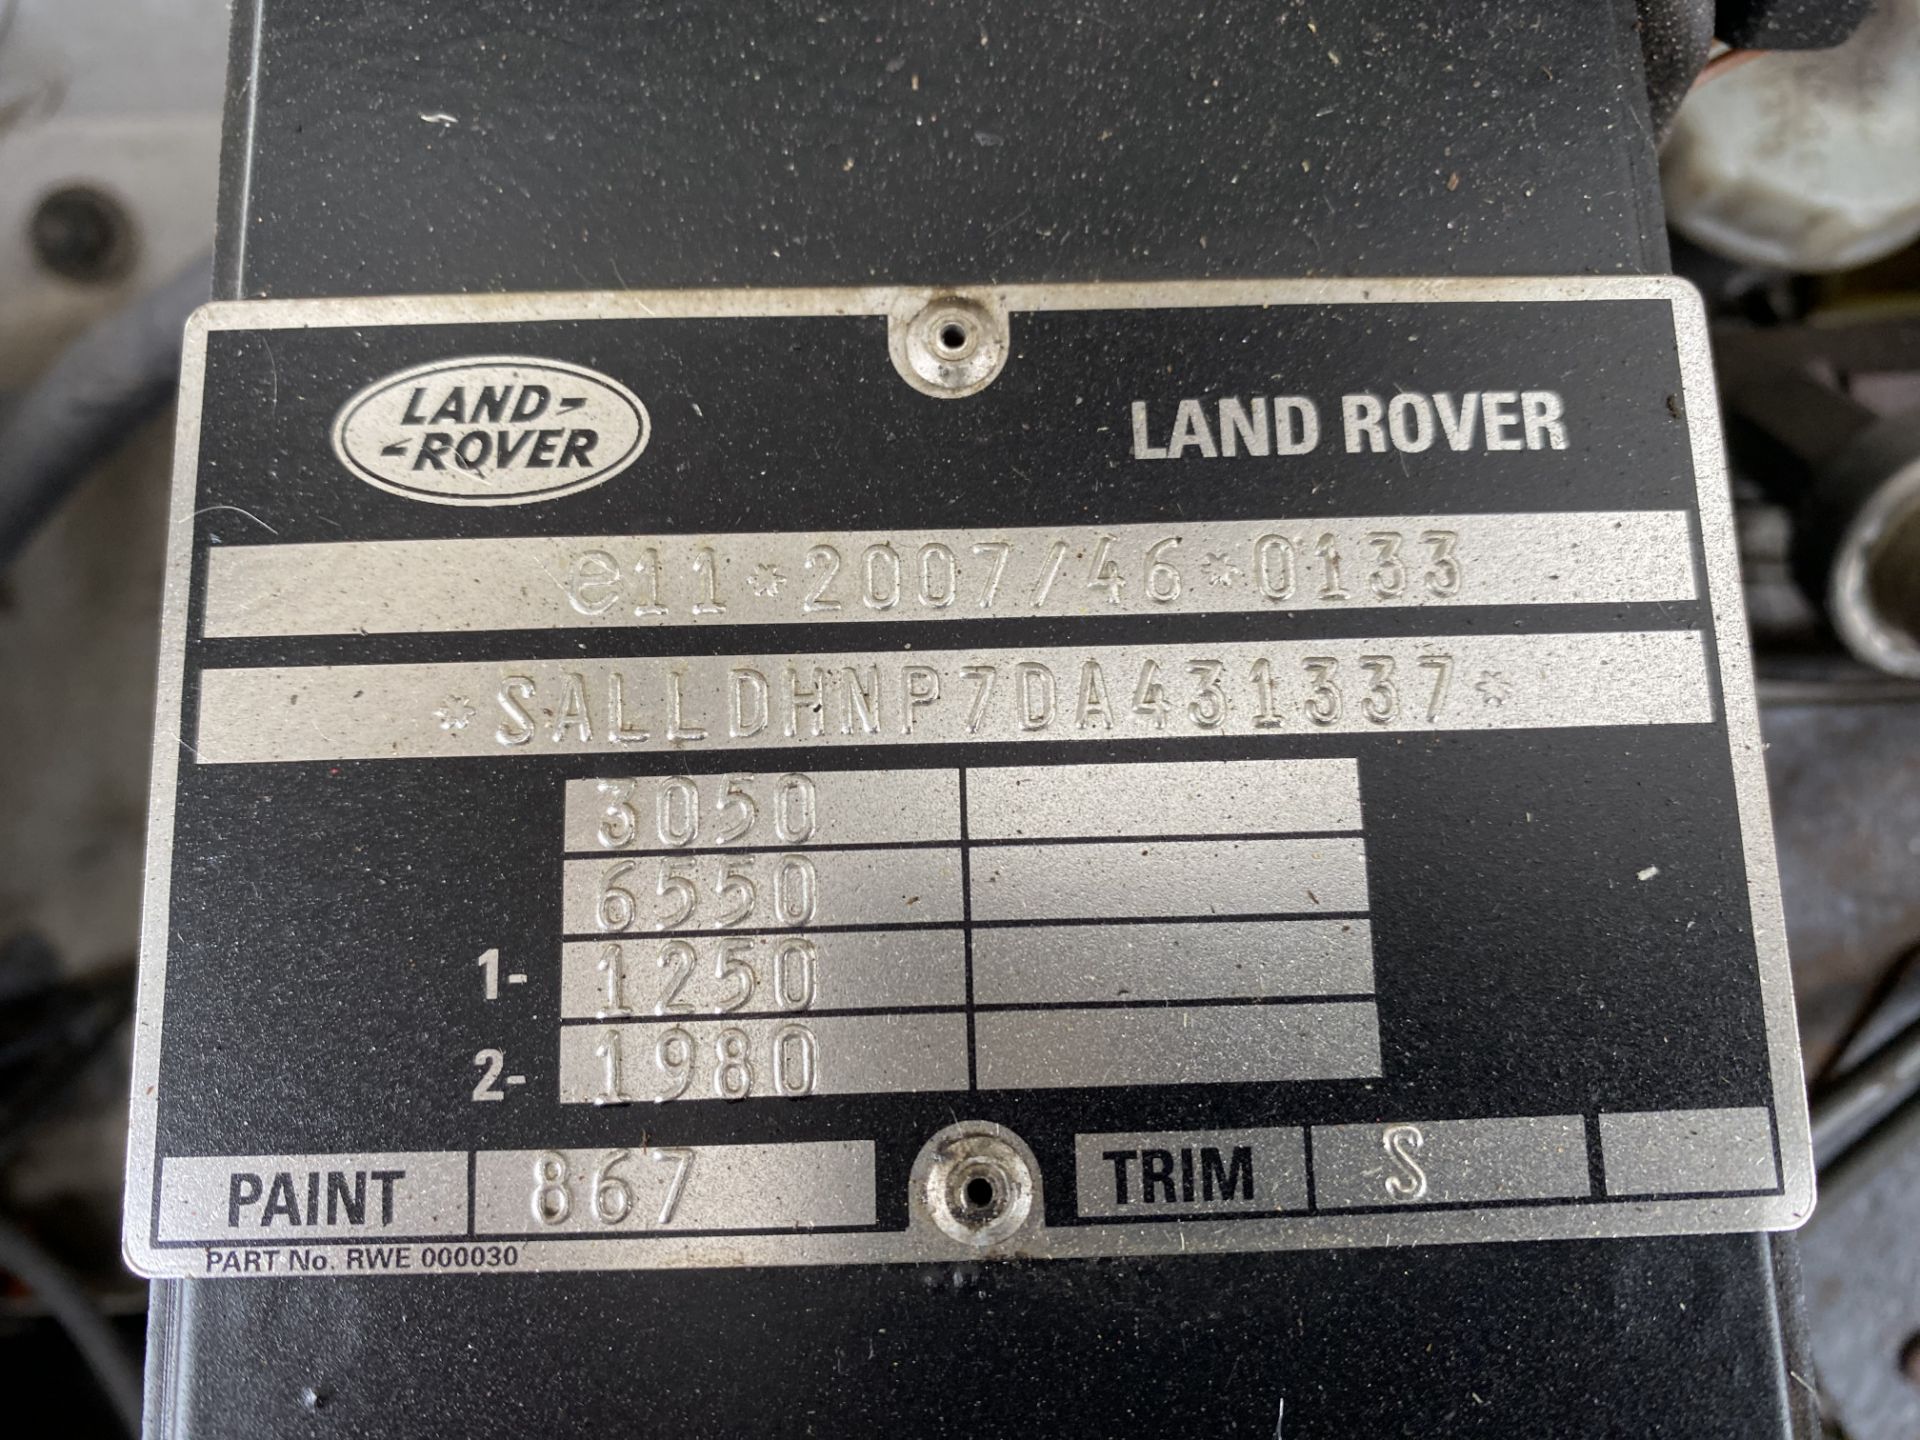 LAND-
-ROVER
LAND ROVER
e11*2007/46*0133
*SALLDHNP7DA431337*
3050
6550
1- 1250
2- 1980
PAINT 867 TRIM S
PART No. RWE 000030